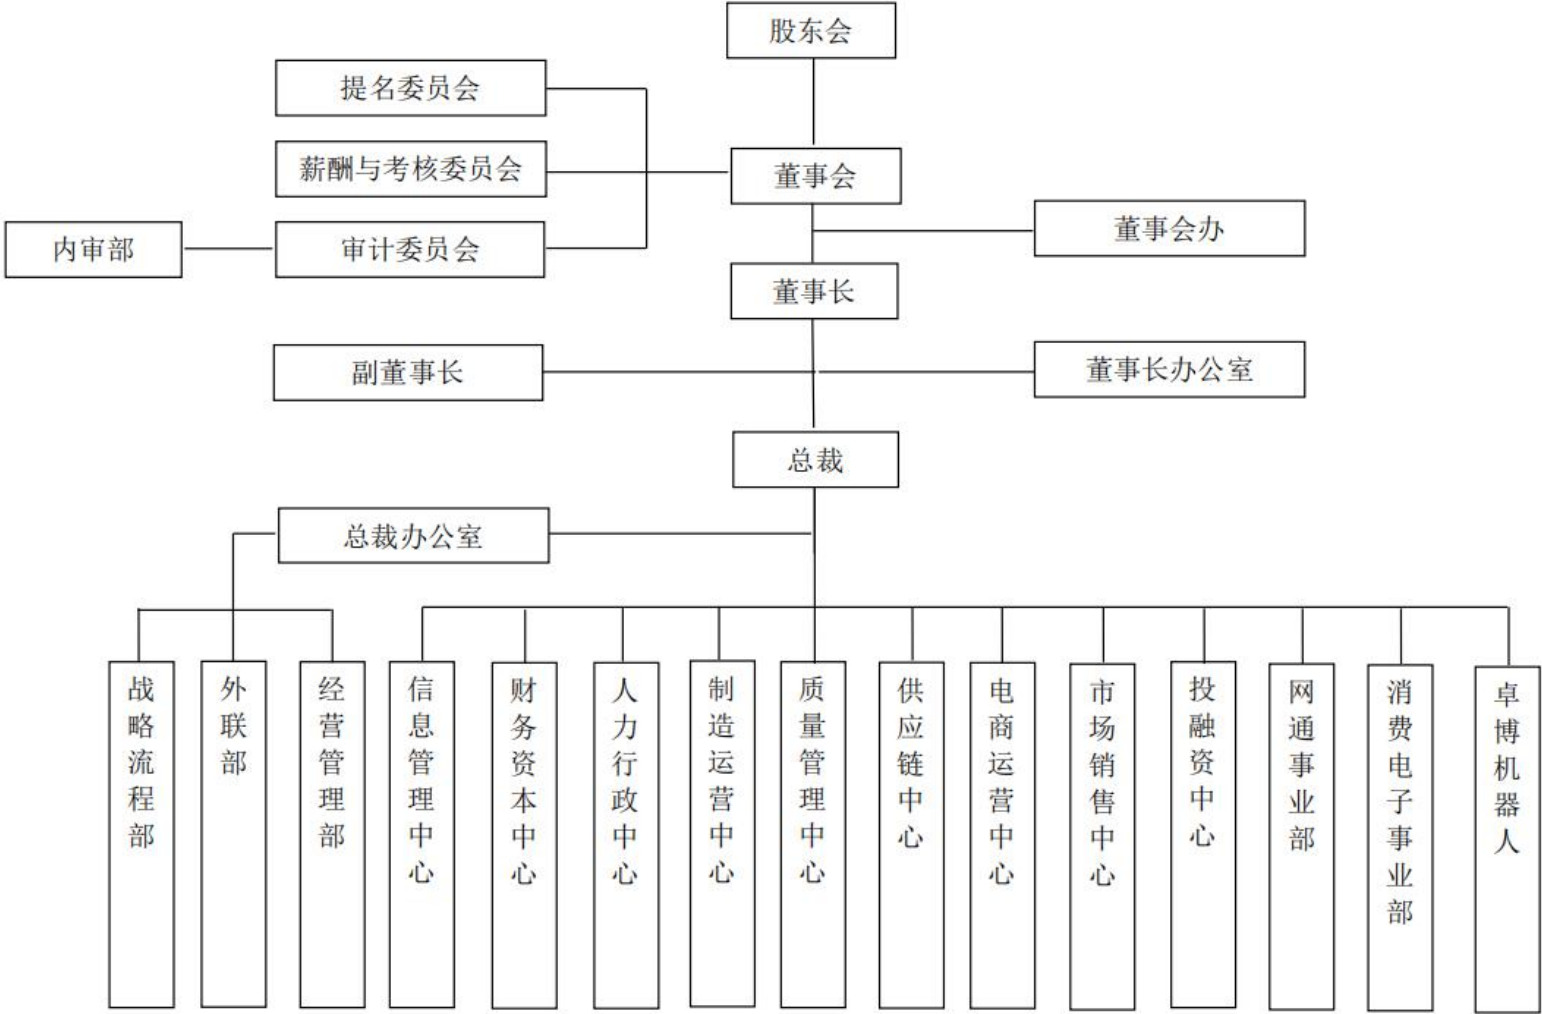 股东会
提名委员会
薪酬与考核委员会
董事会
内审部
审计委员会
董事会办
董事长
副董事长
董事长办公室
总裁
总裁办公室
战略流程部
外联部
经营管理部
信息管理中心
财务资本中心
人力行政中心
制造运营中心
质量管理中心
供应链中心
电商运营中心
市场销售中心
投融资中心
网通事业部
消费电子事业部
卓博机器人